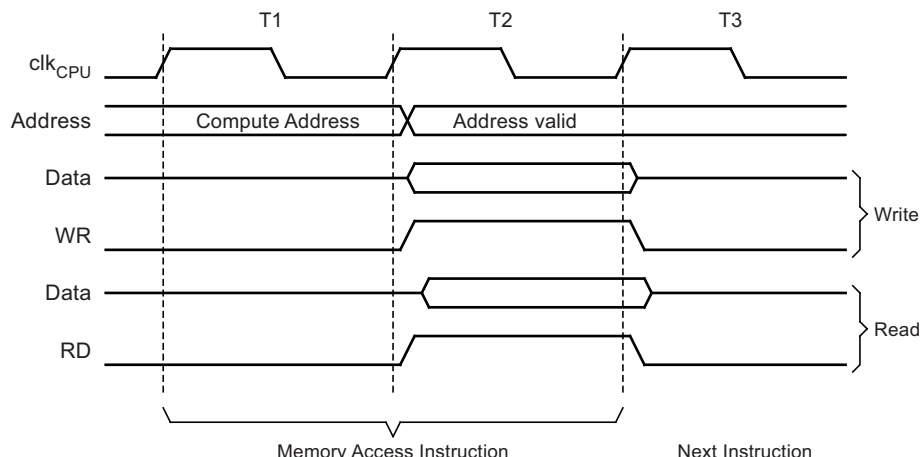 T1 T2 T3
clkCPU
Address Compute Address Address valid
Data
WR
Write
Data
RD
Read
Memory Access Instruction Next Instruction